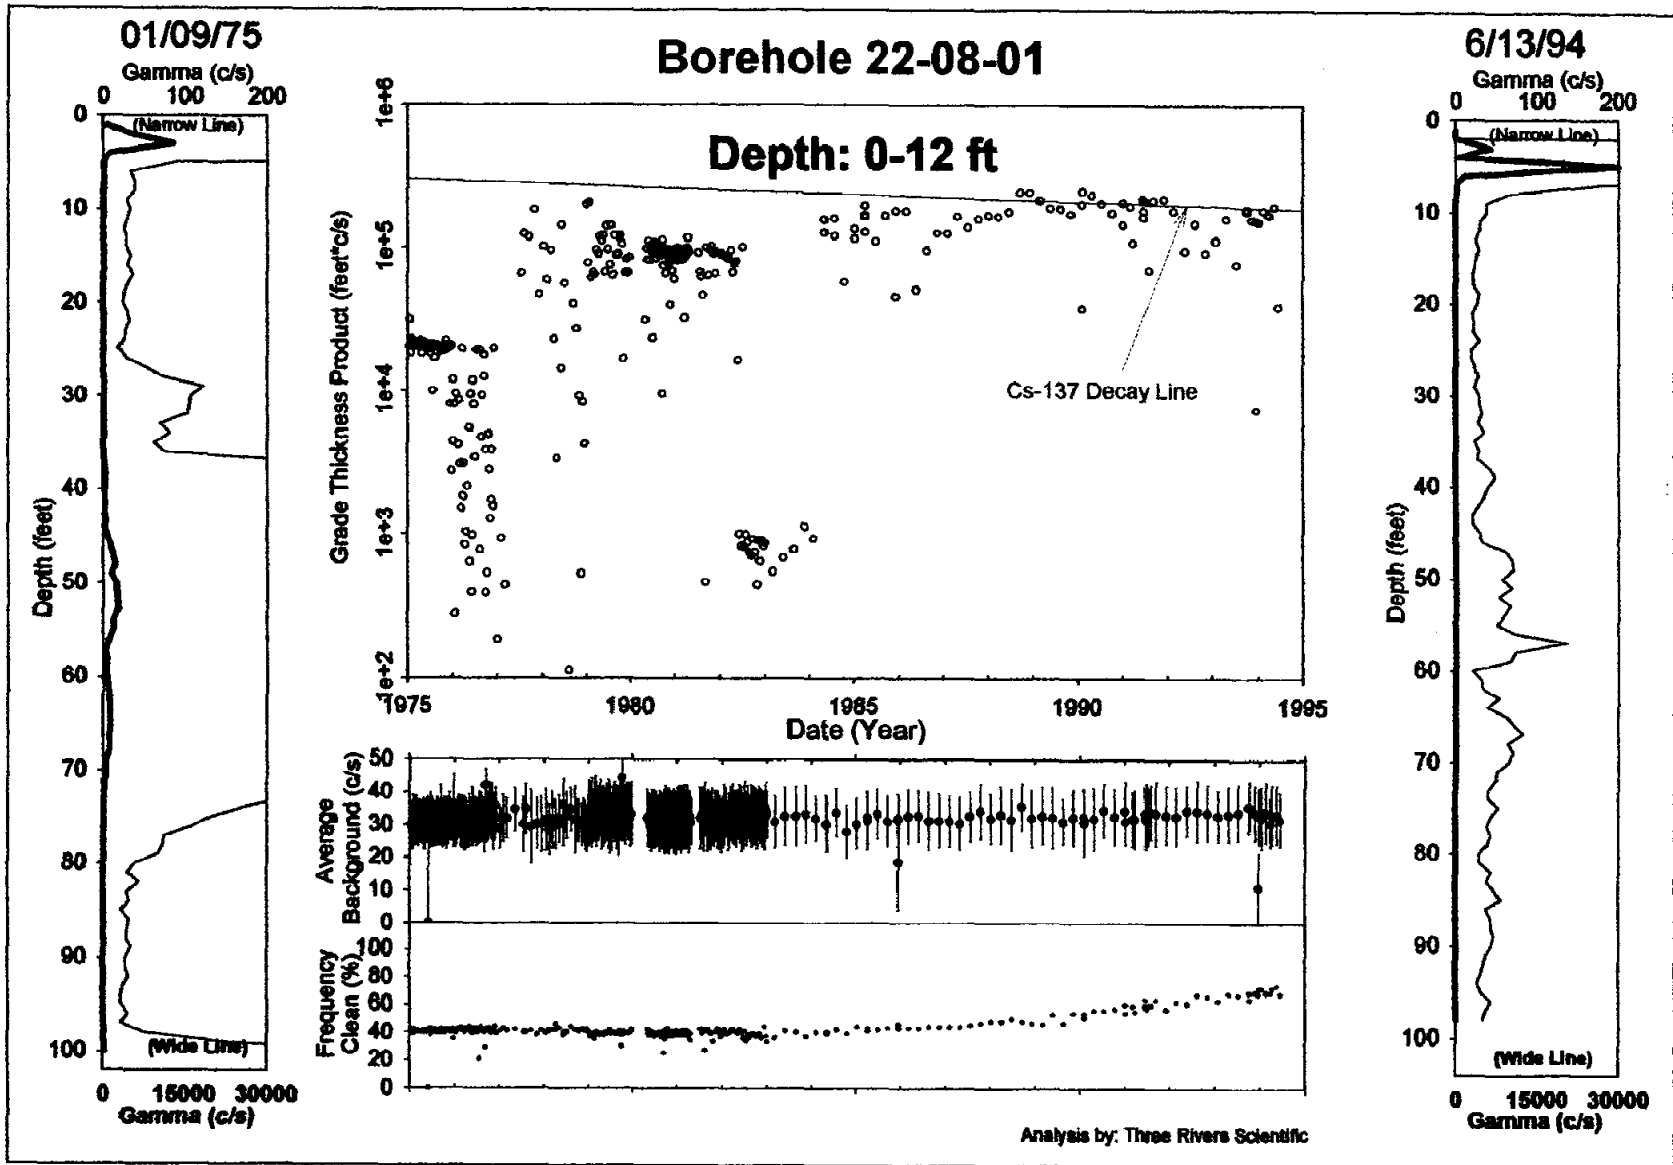 01/09/75
Gamma (c/s)
0 100 200
(Narrow Line)
0
10
20
30
40
50
60
70
80
90
100
Depth (feet)
(Wide Line)
0 15000 30000
Gamma (c/s)
Borehole 22-08-01
Depth: 0-12 ft
Grade Thickness Product (feet*c/s)
1e+6
1e+5
1e+4
1e+3
1e+2
Cs-137 Decay Line
1975 1980 1985 1990 1995
Date (Year)
Average
Background (c/s)
50
40
30
20
10
0
Frequency
Clean (%)
100
80
60
40
20
0
Analysis by: Three Rivers Scientific
6/13/94
Gamma (c/s)
0 100 200
(Narrow Line)
0
10
20
30
40
50
60
70
80
90
100
Depth (feet)
(Wide Line)
0 15000 30000
Gamma (c/s)